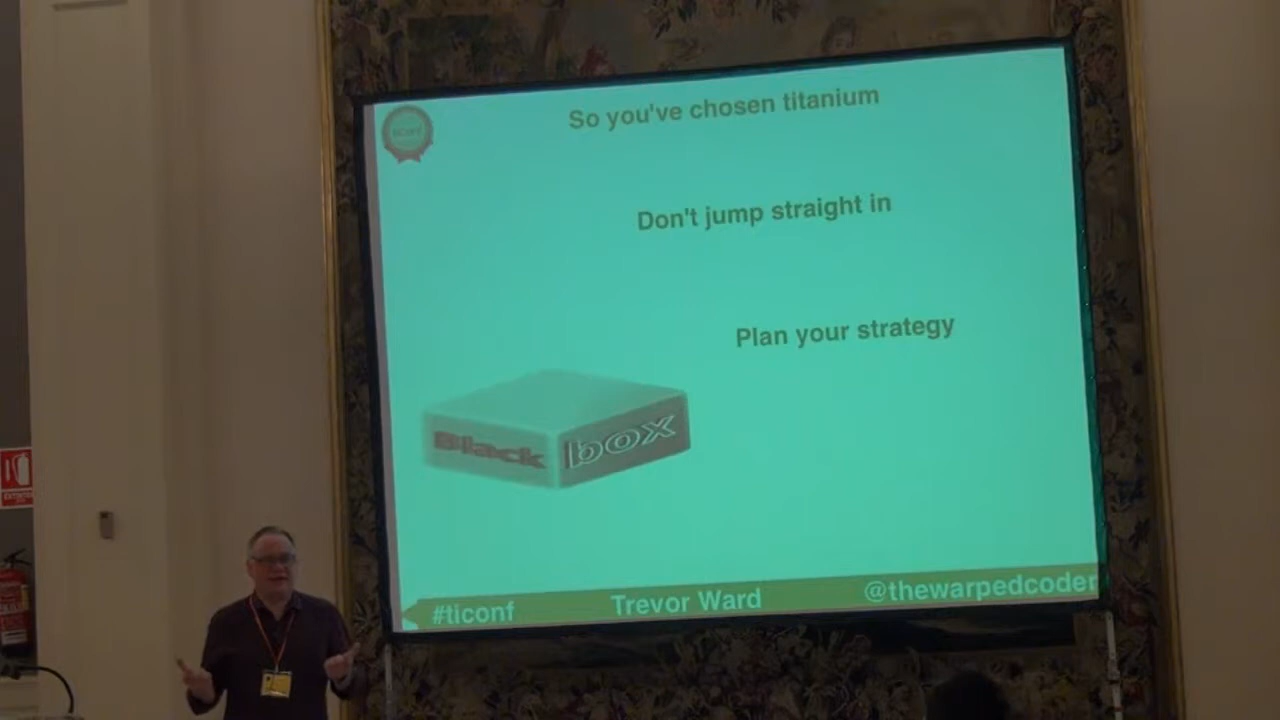 So you've chosen titanium
Don't jump straight in
Plan your strategy
Black box
#ticonf
Trevor Ward
@thewarpedcoder